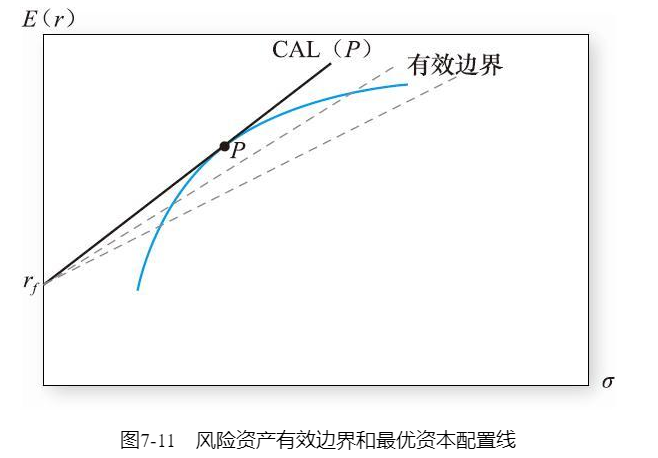 E（r）
CAL（P）
有效边界
P
r_f
σ
图7-11 风险资产有效边界和最优资本配置线